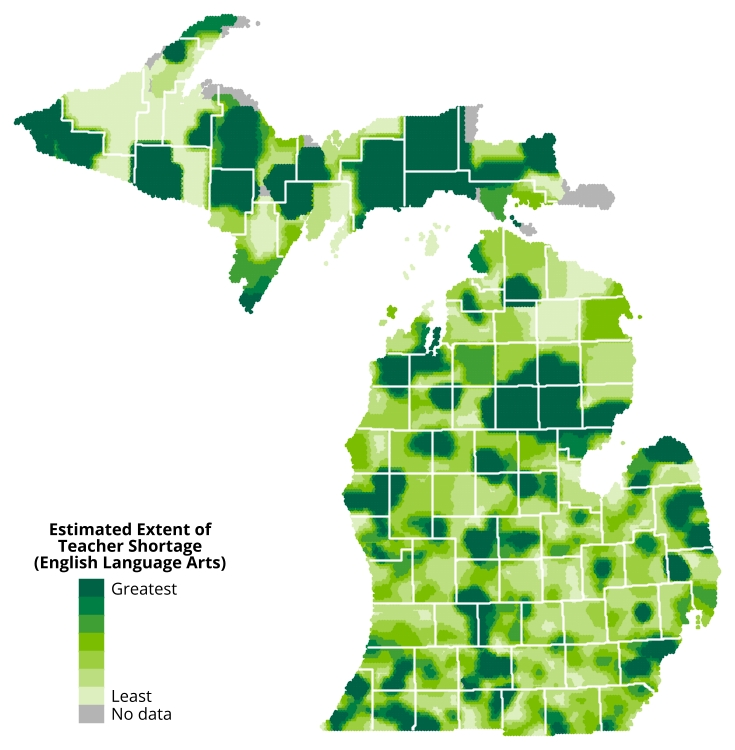 Estimated Extent of
Teacher Shortage
(English Language Arts)
Greatest
Least
No data